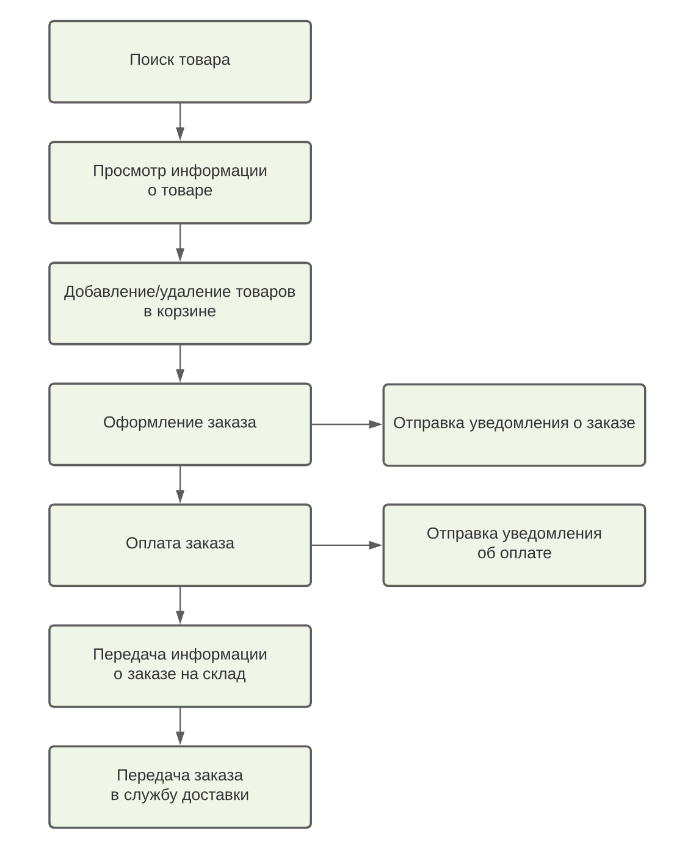 Поиск товара
Просмотр информации
о товаре
Добавление/удаление товаров
в корзине
Оформление заказа
Отправка уведомления о заказе
Оплата заказа
Отправка уведомления
об оплате
Передача информации
о заказе на склад
Передача заказа
в службу доставки